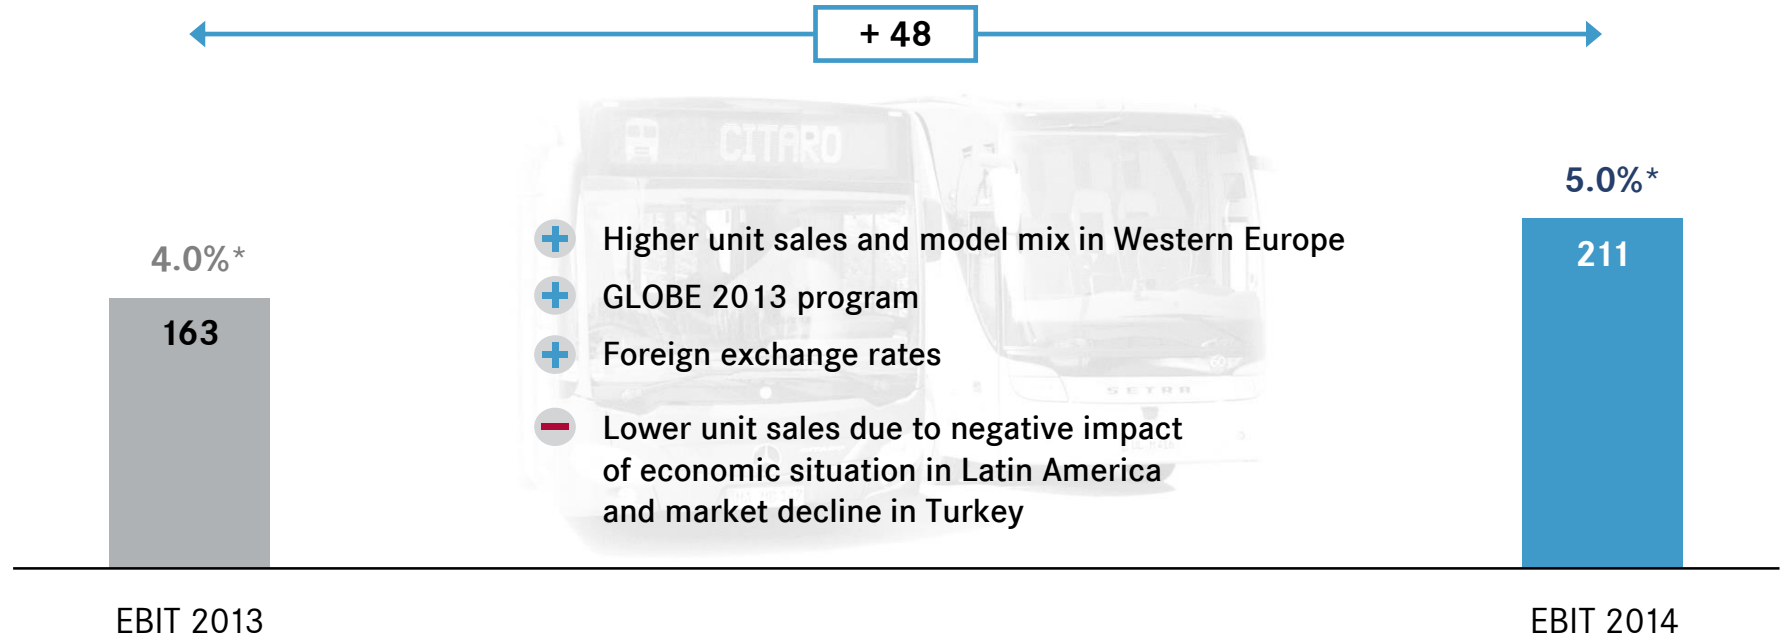 + 48
CITARO
5.0%*
4.0%*
211
163
Higher unit sales and model mix in Western Europe
GLOBE 2013 program
Foreign exchange rates
SETRA
Lower unit sales due to negative impact
of economic situation in Latin America
and market decline in Turkey
EBIT 2013
EBIT 2014